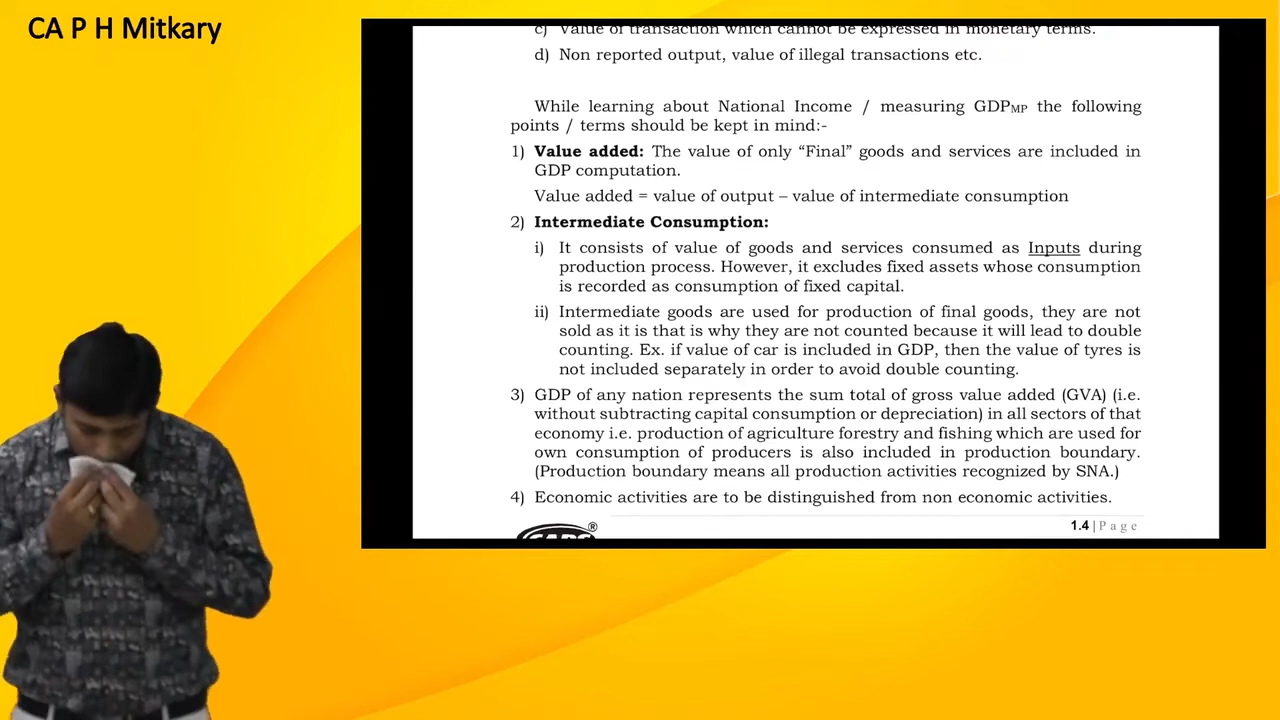 CA P H Mitkary
c) Value of transaction which cannot be expressed in monetary terms.
d) Non reported output, value of illegal transactions etc.
While learning about National Income / measuring GDPMP the following
points / terms should be kept in mind:-
1) Value added: The value of only “Final” goods and services are included in
GDP computation.
Value added = value of output – value of intermediate consumption
2) Intermediate Consumption:
i) It consists of value of goods and services consumed as Inputs during
production process. However, it excludes fixed assets whose consumption
is recorded as consumption of fixed capital.
ii) Intermediate goods are used for production of final goods, they are not
sold as it is that is why they are not counted because it will lead to double
counting. Ex. if value of car is included in GDP, then the value of tyres is
not included separately in order to avoid double counting.
3) GDP of any nation represents the sum total of gross value added (GVA) (i.e.
without subtracting capital consumption or depreciation) in all sectors of that
economy i.e. production of agriculture forestry and fishing which are used for
own consumption of producers is also included in production boundary.
(Production boundary means all production activities recognized by SNA.)
4) Economic activities are to be distinguished from non economic activities.
®
1.4 | Page